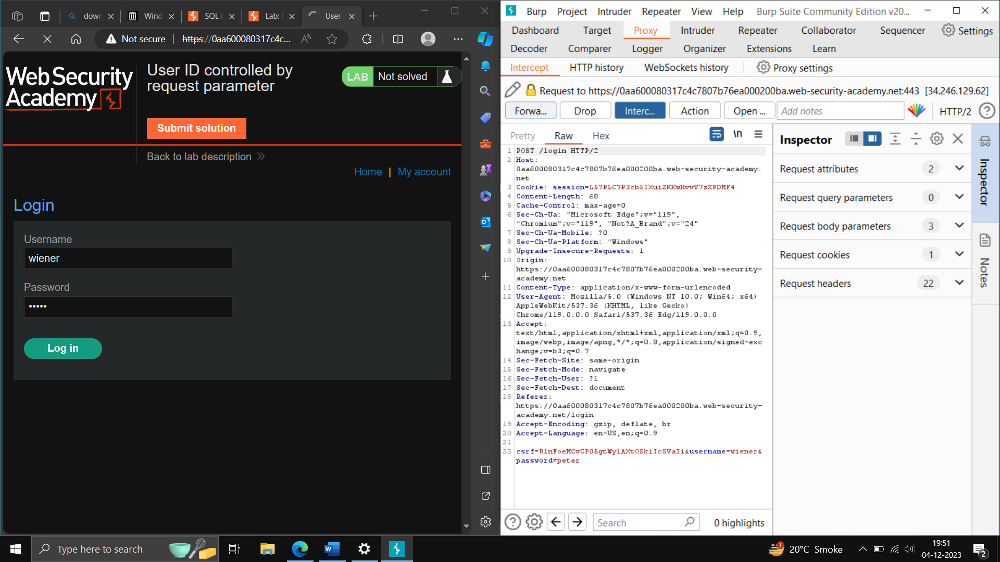 down
Wind
SQL i
Lab: U
User
Not secure
https://0aa600080317c4c...
Web Security
Academy
User ID controlled by
request parameter
LAB
Not solved
Submit solution
Back to lab description
Home | My account
Login
Username
wiener
Password
•••••
Log in
Burp Project Intruder Repeater View Help Burp Suite Community Edition v20...
Dashboard Target Proxy Intruder Repeater Collaborator Sequencer Settings
Decoder Comparer Logger Organizer Extensions Learn
Intercept HTTP history WebSockets history Proxy settings
Request to https://0aa600080317c4c7807b76ea000200ba.web-security-academy.net:443 [34.246.129.62]
Forwa... Drop Interc... Action Open ... Add notes HTTP/2 ?
Pretty Raw Hex \n
1 POST /login HTTP/2
2 Host:
0aa600080317c4c7807b76ea000200ba.web-security-academy.
net
3 Cookie: session=L57PLC7P3cb5IXuiZKKwHvvV7zZFDMF4
4 Content-Length: 68
5 Cache-Control: max-age=0
6 Sec-Ch-Ua: "Microsoft Edge";v="119",
"Chromium";v="119", "Not?A_Brand";v="24"
7 Sec-Ch-Ua-Mobile: ?0
8 Sec-Ch-Ua-Platform: "Windows"
9 Upgrade-Insecure-Requests: 1
10 Origin:
https://0aa600080317c4c7807b76ea000200ba.web-security-
academy.net
11 Content-Type: application/x-www-form-urlencoded
12 User-Agent: Mozilla/5.0 (Windows NT 10.0; Win64; x64)
AppleWebKit/537.36 (KHTML, like Gecko)
Chrome/119.0.0.0 Safari/537.36 Edg/119.0.0.0
13 Accept:
text/html,application/xhtml+xml,application/xml;q=0.9,
image/webp,image/apng,*/*;q=0.8,application/signed-exc
hange;v=b3;q=0.7
14 Sec-Fetch-Site: same-origin
15 Sec-Fetch-Mode: navigate
16 Sec-Fetch-User: ?1
17 Sec-Fetch-Dest: document
18 Referer:
https://0aa600080317c4c7807b76ea000200ba.web-security-
academy.net/login
19 Accept-Encoding: gzip, deflate, br
20 Accept-Language: en-US,en;q=0.9
21
22 csrf=RlnFoeMCvCPO5gtWylAXtOSkiIcSVaIi&username=wiener&
password=peter
Inspector
Request attributes 2
Request query parameters 0
Request body parameters 3
Request cookies 1
Request headers 22
Inspector
Notes
? Search 0 highlights
Type here to search
1
20°C Smoke
19:51
04-12-2023
2